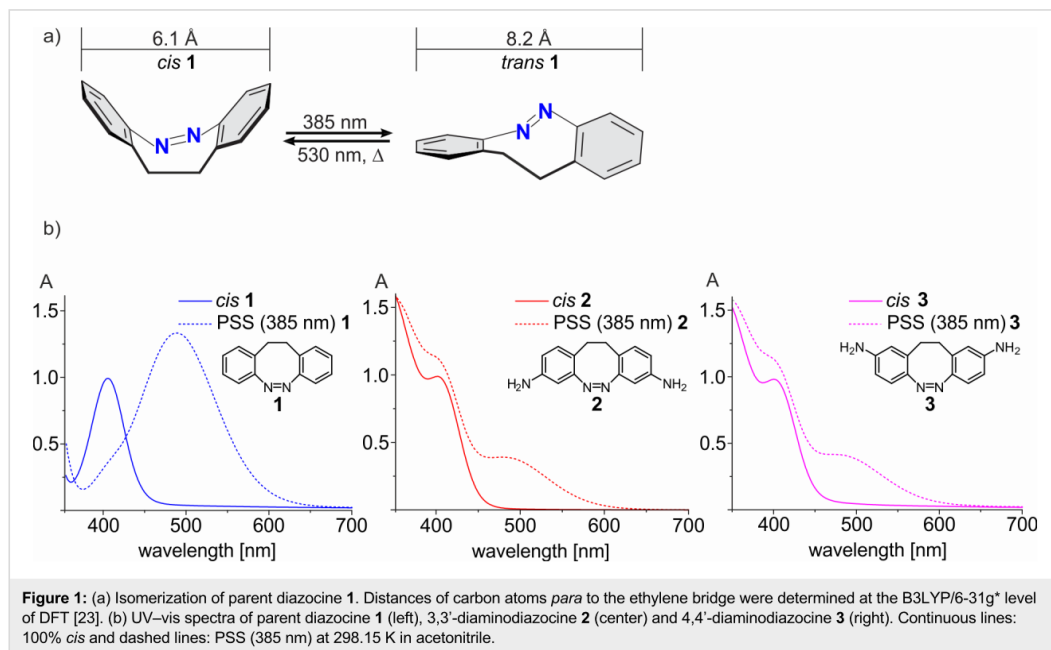 a)
6.1 Å
cis 1
8.2 Å
trans 1
N=N
385 nm
530 nm, Δ
N=N
b)
A
1.5
1.0
0.5
400 500 600 700
wavelength [nm]
cis 1
PSS (385 nm) 1
N=N
1
A
1.5
1.0
0.5
400 500 600 700
wavelength [nm]
cis 2
PSS (385 nm) 2
H₂N
N=N
NH₂
2
A
1.5
1.0
0.5
400 500 600 700
wavelength [nm]
cis 3
PSS (385 nm) 3
H₂N
NH₂
N=N
3
Figure 1: (a) Isomerization of parent diazocine 1. Distances of carbon atoms para to the ethylene bridge were determined at the B3LYP/6-31g* level
of DFT [23]. (b) UV–vis spectra of parent diazocine 1 (left), 3,3’-diaminodiazocine 2 (center) and 4,4’-diaminodiazocine 3 (right). Continuous lines:
100% cis and dashed lines: PSS (385 nm) at 298.15 K in acetonitrile.